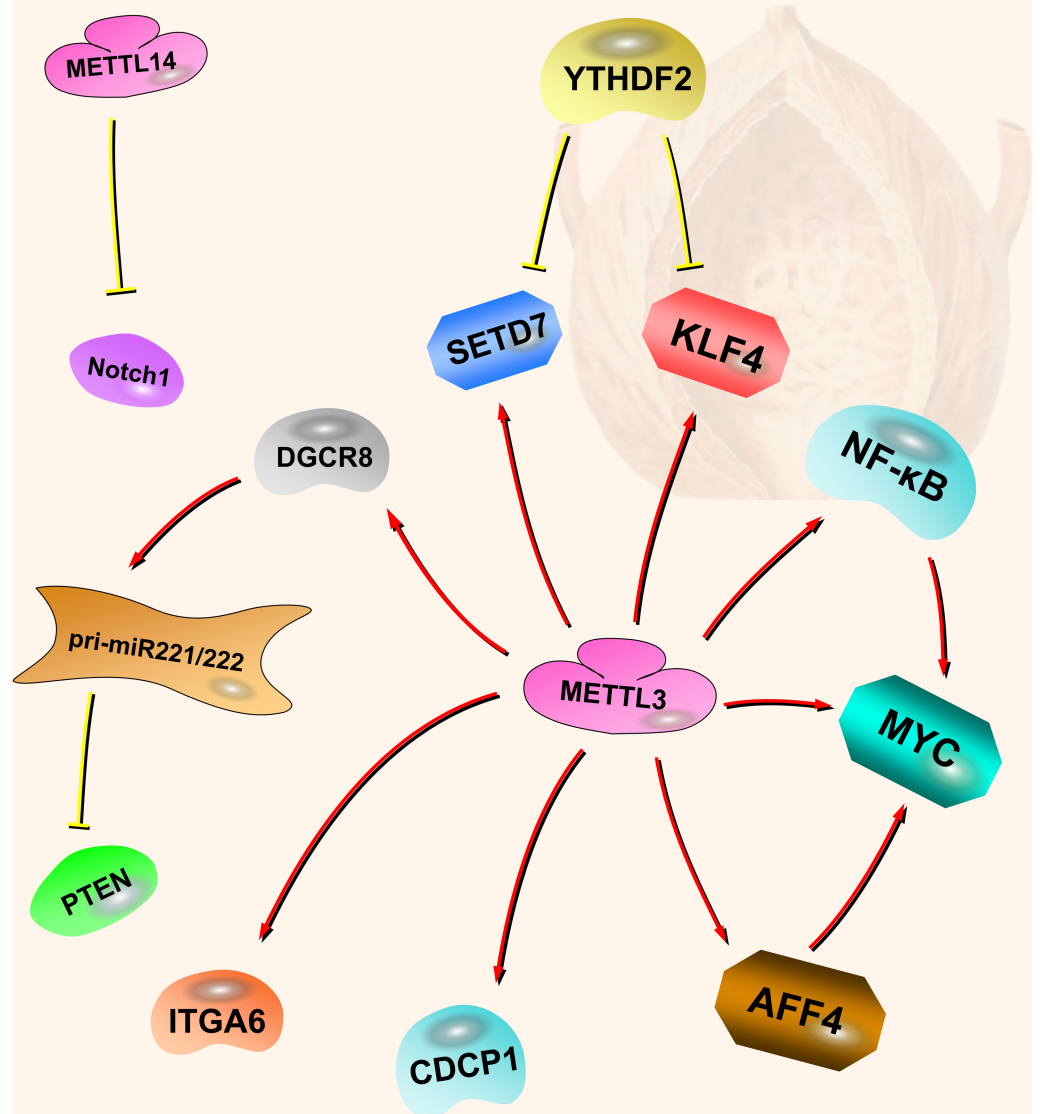 METTL14
YTHDF2
Notch1
SETD7
KLF4
DGCR8
NF-κB
pri-miR221/222
METTL3
MYC
PTEN
ITGA6
CDCP1
AFF4